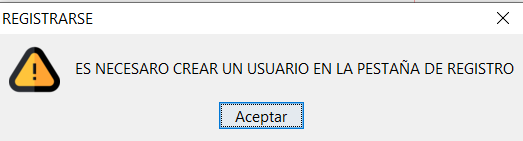 REGISTRARSE
ES NECESARO CREAR UN USUARIO EN LA PESTAÑA DE REGISTRO
Aceptar